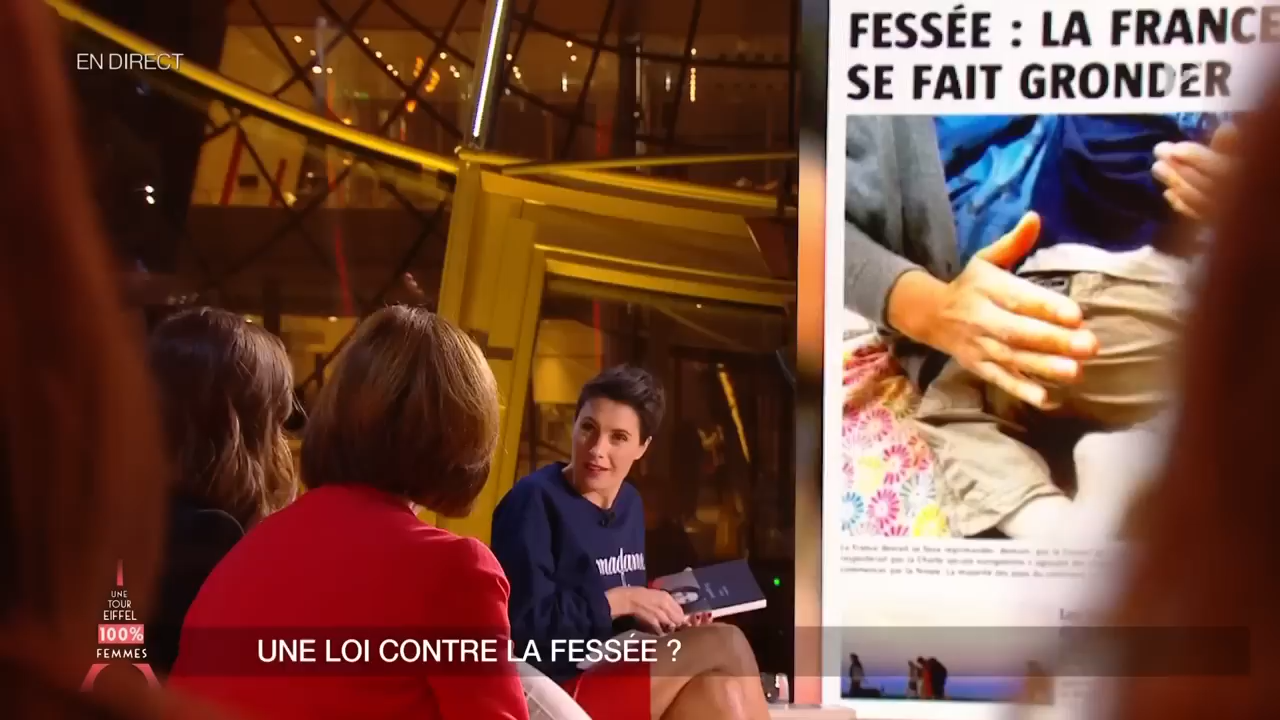 EN DIRECT
FESSÉE : LA FRANCE
SE FAIT GRONDER
madame
UNE
TOUR
EIFFEL
100%
FEMMES
UNE LOI CONTRE LA FESSÉE ?